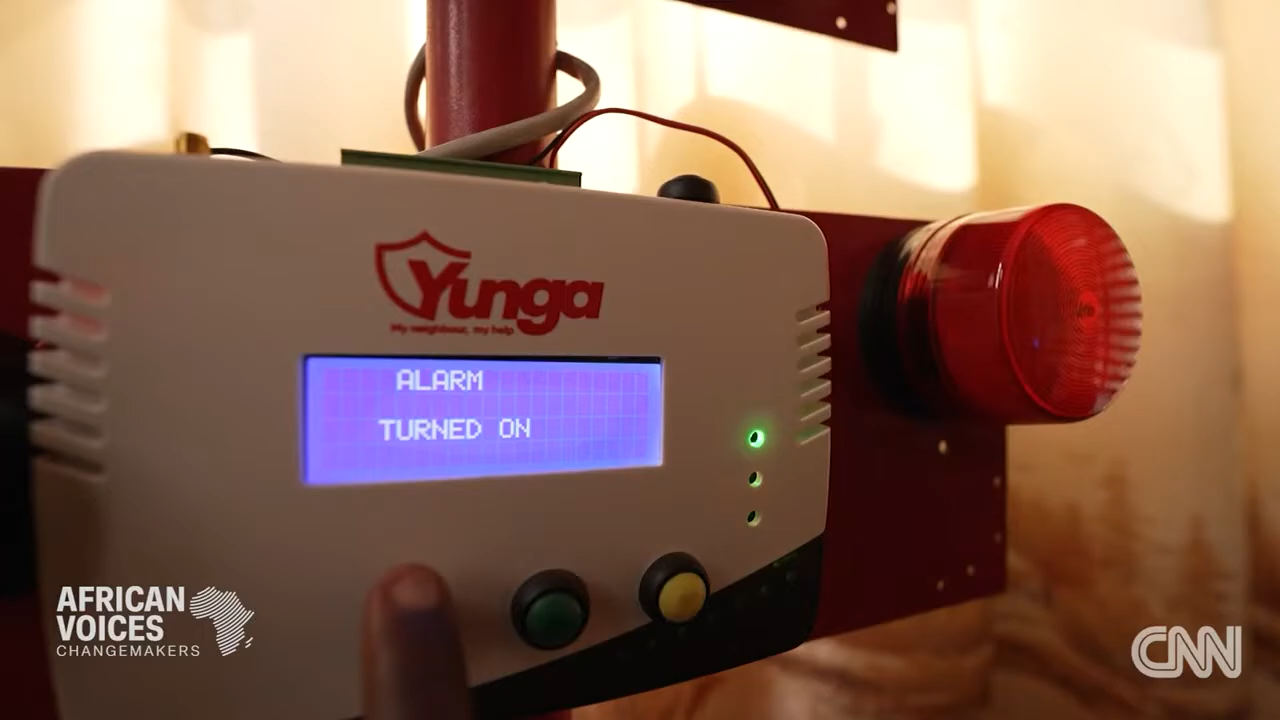 Yunga
My neighbour, my help
ALARM
TURNED ON
AFRICAN
VOICES
CHANGEMAKERS
CNN